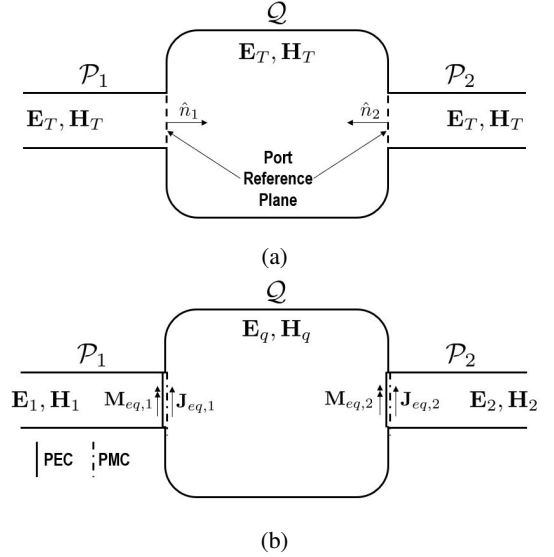 𝒬
E_T, H_T
𝒫_1 𝒫_2
E_T, H_T n̂_1 n̂_2 E_T, H_T
Port
Reference
Plane
(a)
𝒬
E_q, H_q
𝒫_1 𝒫_2
E_1, H_1 M_{eq,1} J_{eq,1} M_{eq,2} J_{eq,2} E_2, H_2
PEC PMC
(b)